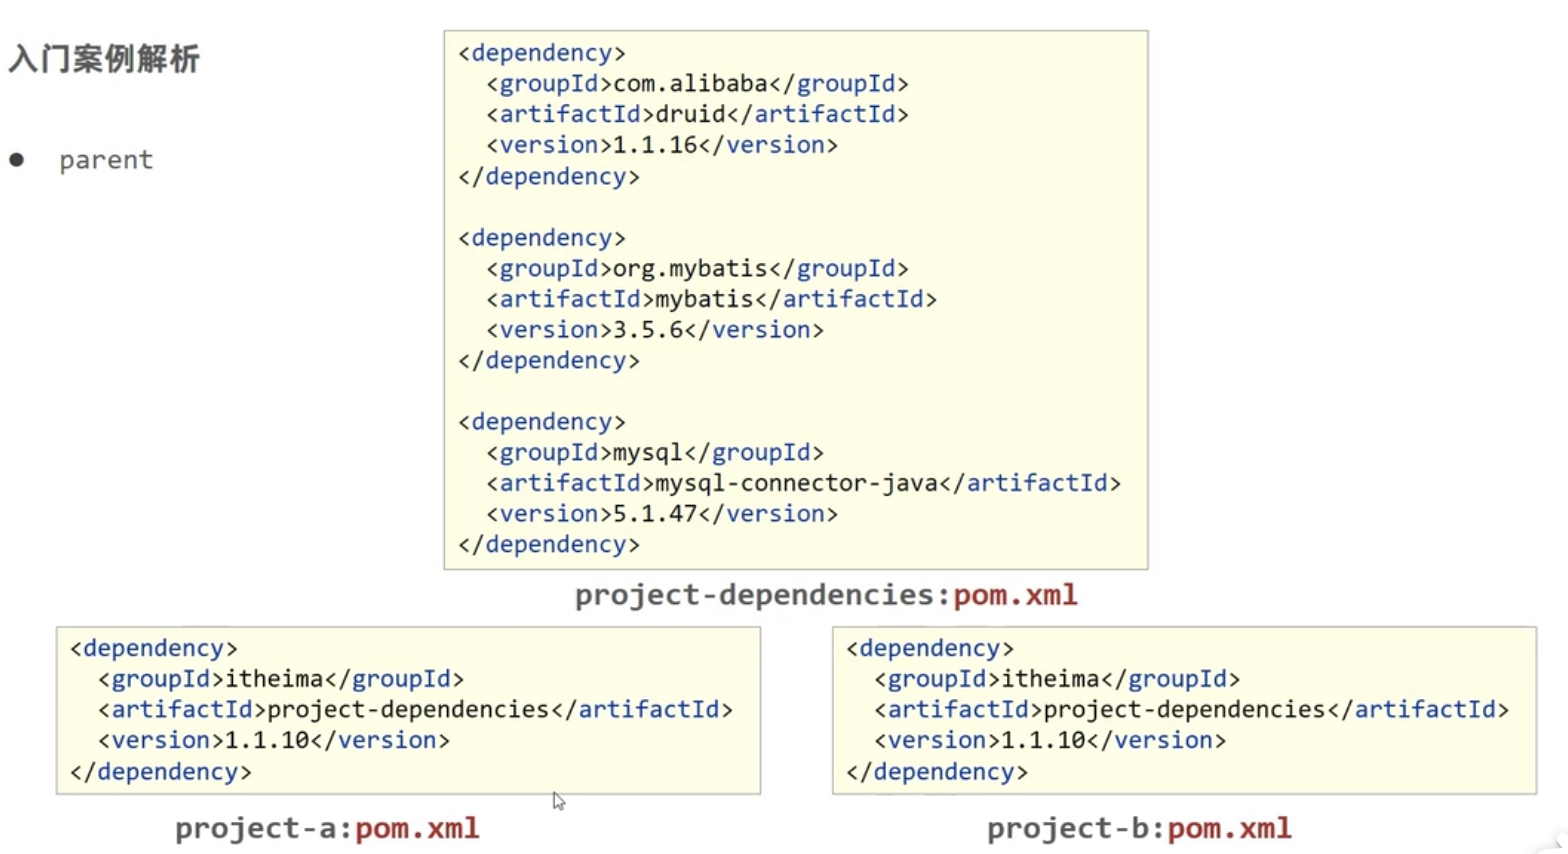 入门案例解析
● parent
<dependency>
  <groupId>com.alibaba</groupId>
  <artifactId>druid</artifactId>
  <version>1.1.16</version>
</dependency>
<dependency>
  <groupId>org.mybatis</groupId>
  <artifactId>mybatis</artifactId>
  <version>3.5.6</version>
</dependency>
<dependency>
  <groupId>mysql</groupId>
  <artifactId>mysql-connector-java</artifactId>
  <version>5.1.47</version>
</dependency>
project-dependencies:pom.xml
<dependency>
  <groupId>itheima</groupId>
  <artifactId>project-dependencies</artifactId>
  <version>1.1.10</version>
</dependency>
project-a:pom.xml
<dependency>
  <groupId>itheima</groupId>
  <artifactId>project-dependencies</artifactId>
  <version>1.1.10</version>
</dependency>
project-b:pom.xml